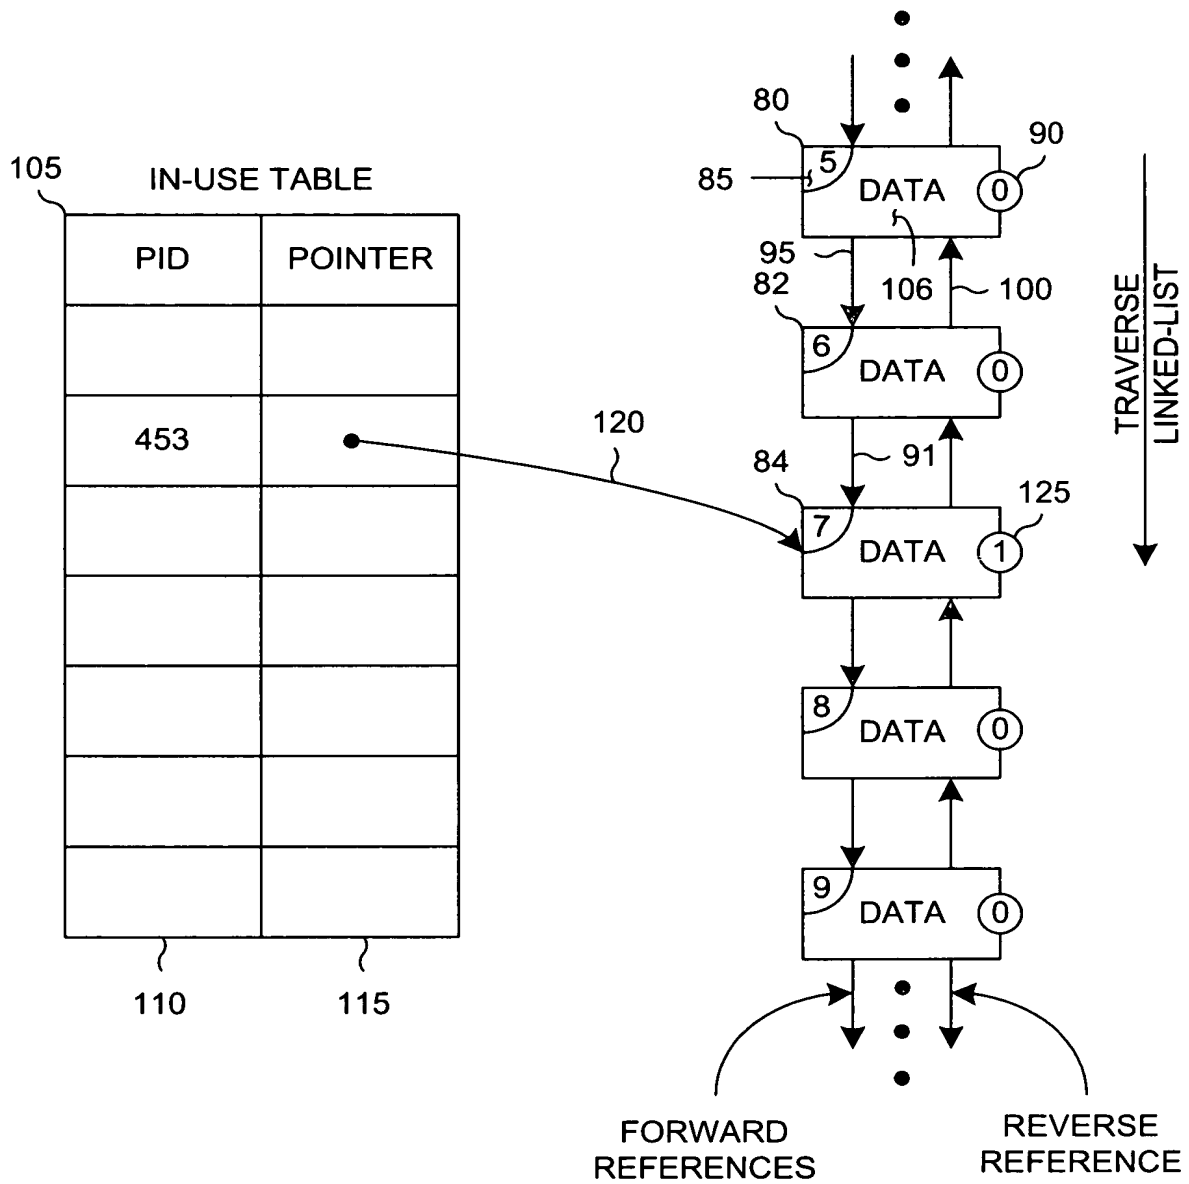 105
IN-USE TABLE
PID POINTER
453
110 115
120
80
5
85
DATA
0
90
95
106
100
82
6
DATA
0
91
84
7
DATA
1
125
8
DATA
0
9
DATA
0
TRAVERSE
LINKED-LIST
FORWARD
REFERENCES
REVERSE
REFERENCE